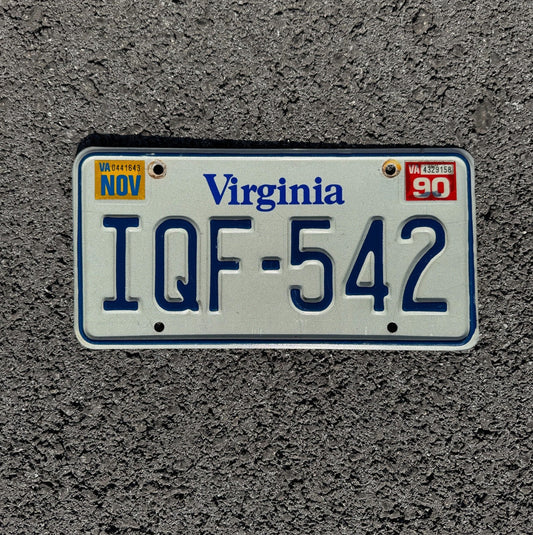 VA 0441643
NOV
Virginia
VA 4329158
90
IQF-542